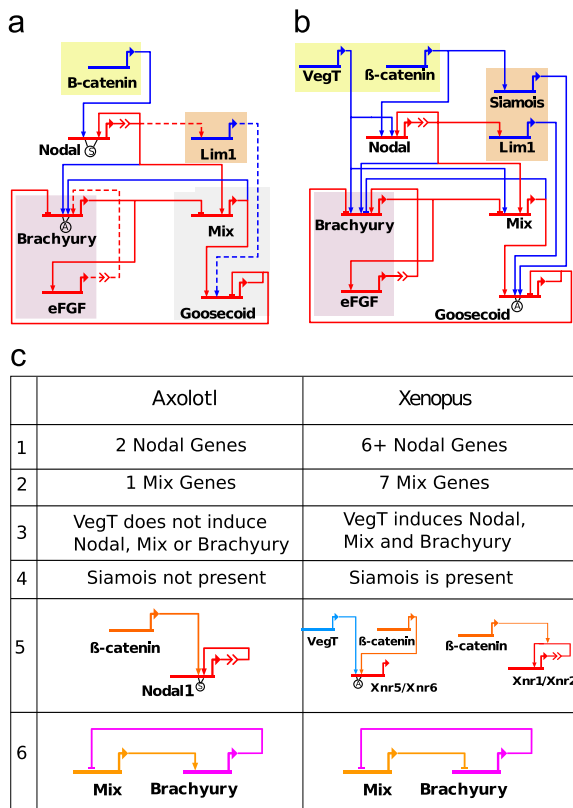 a
B-catenin
Nodal
S
Lim1
Brachyury
A
Mix
eFGF
Goosecoid
b
VegT
ß-catenin
Siamois
Nodal
Lim1
Brachyury
Mix
eFGF
Goosecoid
A
c
Axolotl
Xenopus
1
2 Nodal Genes
6+ Nodal Genes
2
1 Mix Genes
7 Mix Genes
3
VegT does not induce
Nodal, Mix or Brachyury
VegT induces Nodal,
Mix and Brachyury
4
Siamois not present
Siamois is present
5
ß-catenin
Nodal1
S
VegT
ß-catenin
A
Xnr5/Xnr6
ß-catenin
Xnr1/Xnr2
6
Mix
Brachyury
Mix
Brachyury